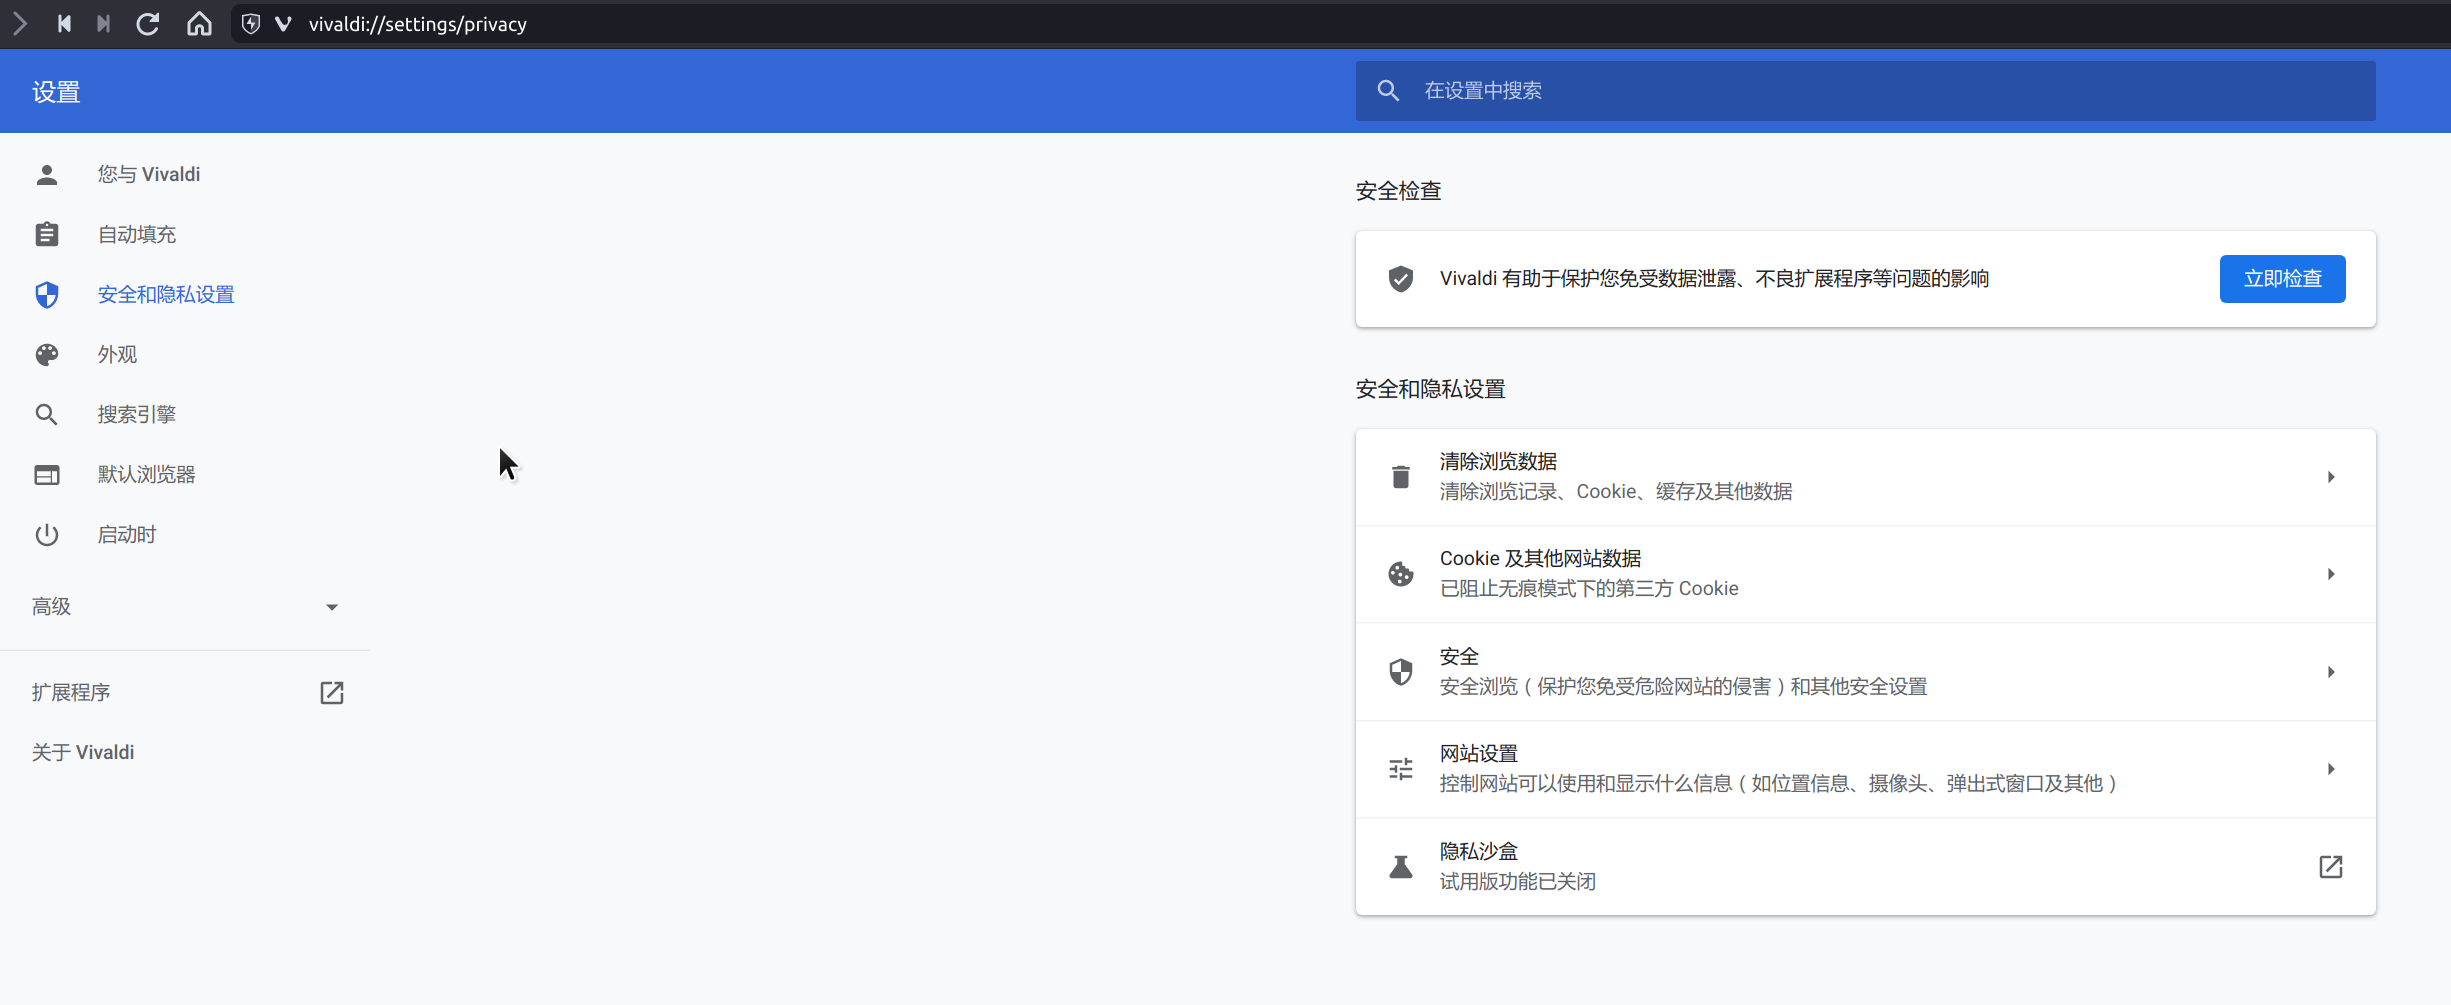 vivaldi://settings/privacy
设置
在设置中搜索
您与 Vivaldi
自动填充
安全和隐私设置
外观
搜索引擎
默认浏览器
启动时
高级
扩展程序
关于 Vivaldi
安全检查
Vivaldi 有助于保护您免受数据泄露、不良扩展程序等问题的影响
立即检查
安全和隐私设置
清除浏览数据
清除浏览记录、Cookie、缓存及其他数据
Cookie 及其他网站数据
已阻止无痕模式下的第三方 Cookie
安全
安全浏览（保护您免受危险网站的侵害）和其他安全设置
网站设置
控制网站可以使用和显示什么信息（如位置信息、摄像头、弹出式窗口及其他）
隐私沙盒
试用版功能已关闭